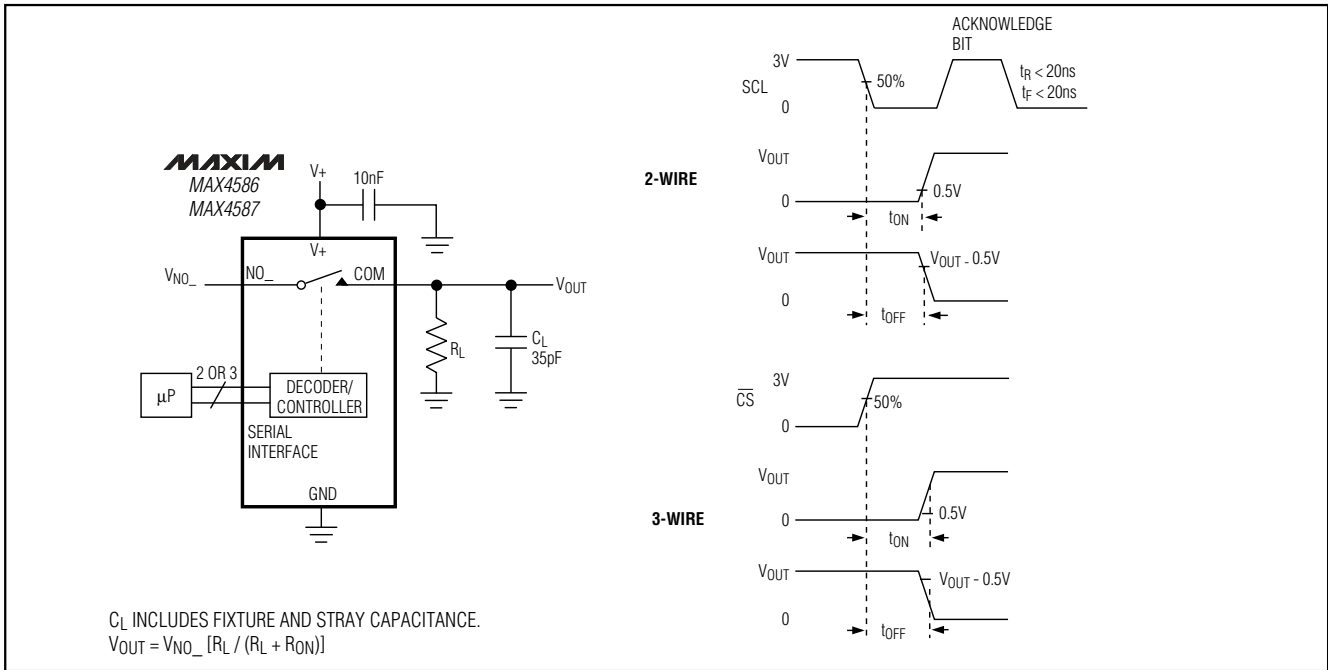 MAXIM
MAX4586
MAX4587
V+
10nF
V+
VNO_
NO_
COM
VOUT
RL
CL
35pF
μP
2 OR 3
DECODER/
CONTROLLER
SERIAL
INTERFACE
GND
CL INCLUDES FIXTURE AND STRAY CAPACITANCE.
VOUT = VNO_ [RL / (RL + RON)]
2-WIRE
ACKNOWLEDGE
BIT
3V
SCL
50%
0
tR < 20ns
tF < 20ns
VOUT
0
0.5V
tON
VOUT
VOUT - 0.5V
0
tOFF
3-WIRE
3V
CS
50%
0
VOUT
0
0.5V
tON
VOUT
VOUT - 0.5V
0
tOFF